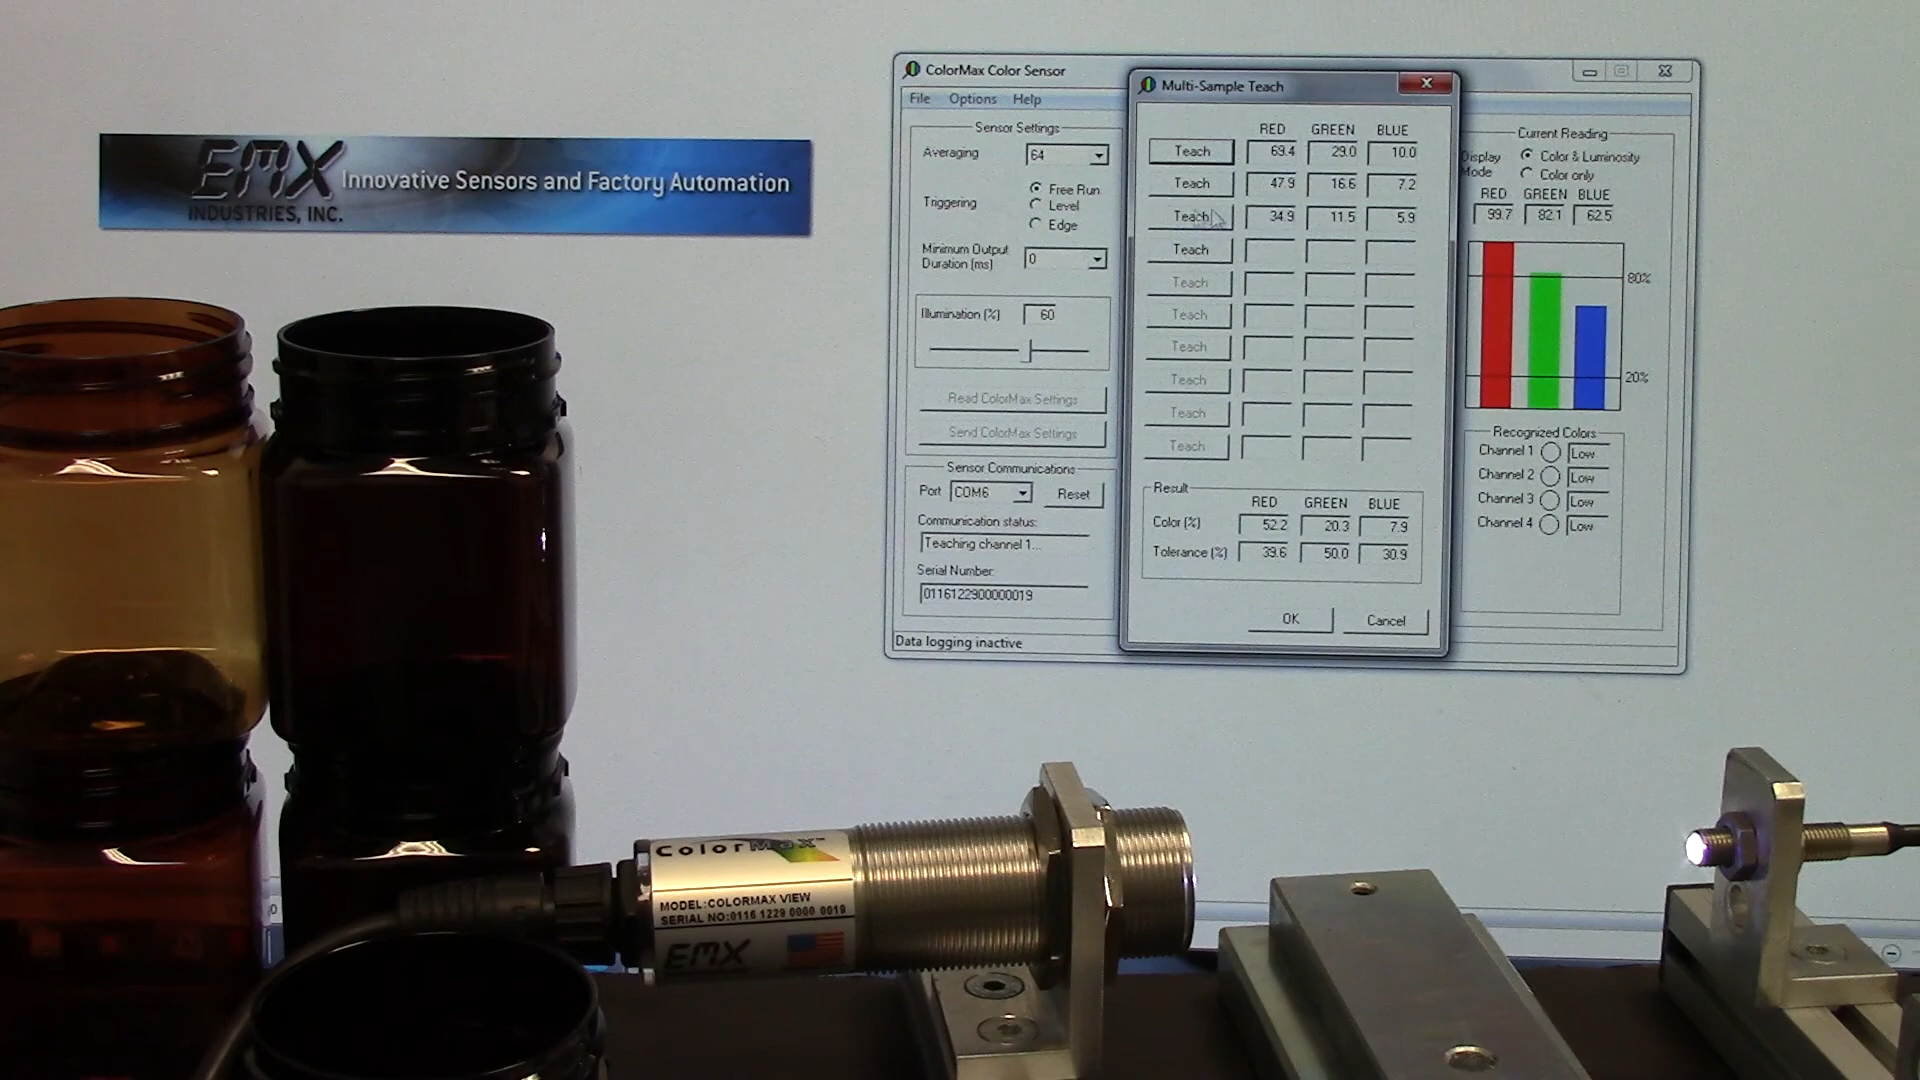 EMX
INDUSTRIES, INC.
Innovative Sensors and Factory Automation
ColorMax Color Sensor
File Options Help
Sensor Settings
Averaging 64
Triggering
Free Run
Level
Edge
Minimum Output
Duration (ms) 0
Illumination (%) 60
Read ColorMax Settings
Send ColorMax Settings
Sensor Communications
Port COM6 Reset
Communication status:
Teaching channel 1...
Serial Number:
0116122900000019
Data logging inactive
Multi-Sample Teach
RED GREEN BLUE
Teach 69.4 29.0 10.0
Teach 47.9 16.6 7.2
Teach 34.9 11.5 5.9
Teach
Teach
Teach
Teach
Teach
Teach
Teach
Result
RED GREEN BLUE
Color (%) 52.2 20.3 7.9
Tolerance (%) 39.6 50.0 30.9
OK Cancel
Current Reading
Display
Mode
Color & Luminosity
Color only
RED GREEN BLUE
99.7 82.1 62.5
80%
20%
Recognized Colors
Channel 1 Low
Channel 2 Low
Channel 3 Low
Channel 4 Low
ColorMax™
MODEL:COLORMAX VIEW
SERIAL NO:0116 1229 0000 0019
EMX